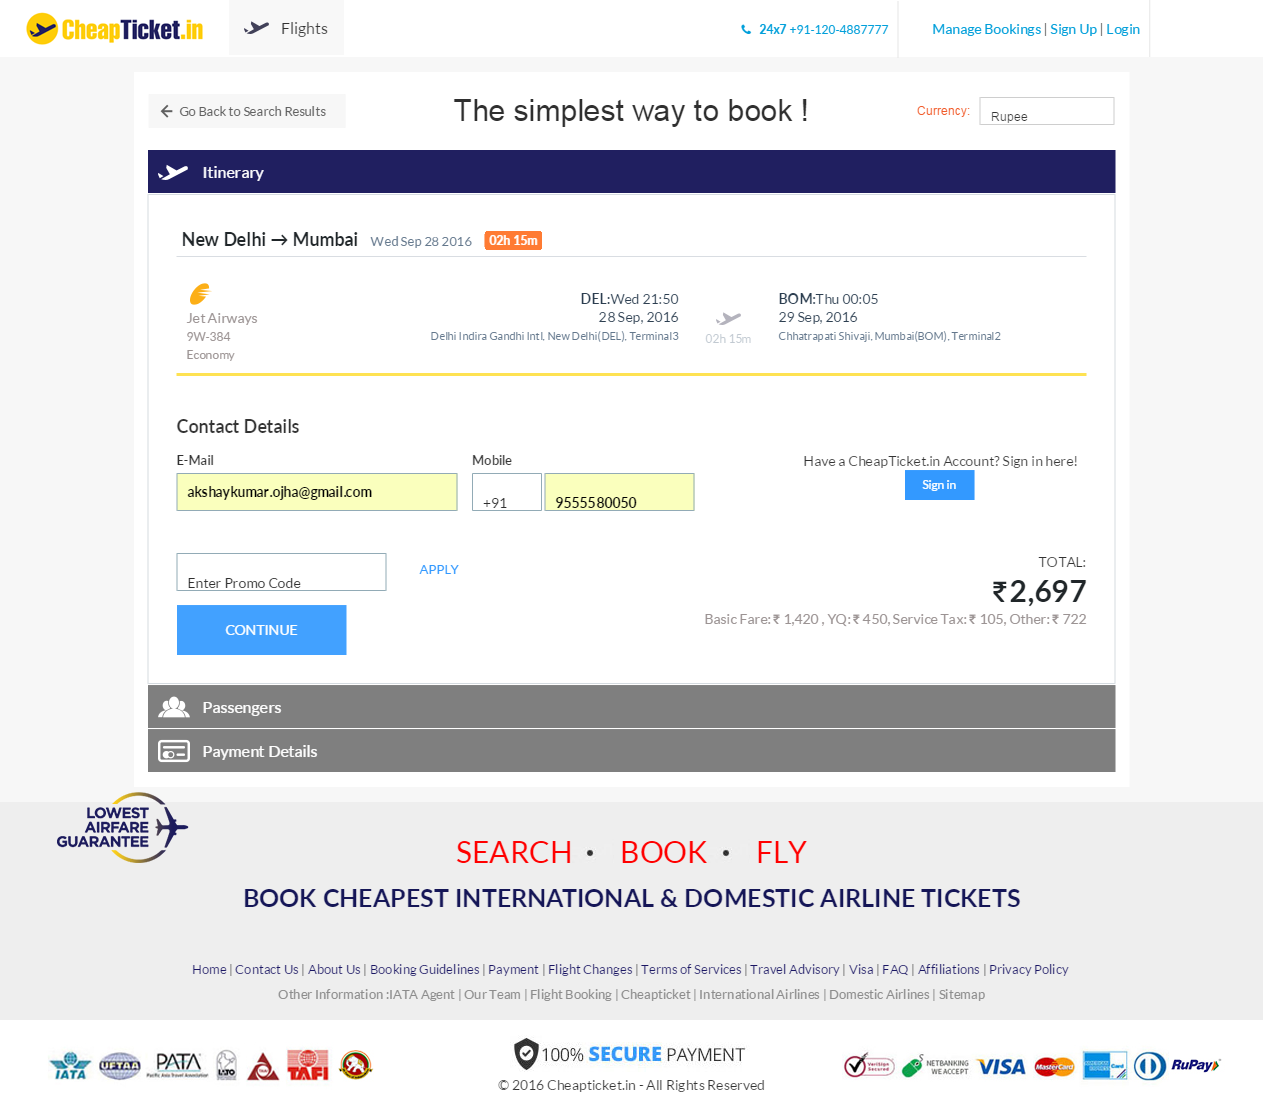 CheapTicket.in
Flights
24x7 +91-120-4887777
Manage Bookings | Sign Up | Login
Go Back to Search Results
The simplest way to book !
Currency:
Rupee
Itinerary
New Delhi → Mumbai Wed Sep 28 2016 02h 15m
Jet Airways
9W-384
Economy
DEL:Wed 21:50
28 Sep, 2016
Delhi Indira Gandhi Intl, New Delhi(DEL), Terminal3
02h 15m
BOM:Thu 00:05
29 Sep, 2016
Chhatrapati Shivaji, Mumbai(BOM), Terminal2
Contact Details
E-Mail
akshaykumar.ojha@gmail.com
Mobile
+91
9555580050
Have a CheapTicket.in Account? Sign in here!
Sign in
Enter Promo Code
APPLY
CONTINUE
TOTAL:
₹2,697
Basic Fare: ₹ 1,420 , YQ: ₹ 450, Service Tax: ₹ 105, Other: ₹ 722
Passengers
Payment Details
LOWEST
AIRFARE
GUARANTEE
SEARCH • BOOK • FLY
BOOK CHEAPEST INTERNATIONAL & DOMESTIC AIRLINE TICKETS
Home | Contact Us | About Us | Booking Guidelines | Payment | Flight Changes | Terms of Services | Travel Advisory | Visa | FAQ | Affiliations | Privacy Policy
Other Information :IATA Agent | Our Team | Flight Booking | Cheapticket | International Airlines | Domestic Airlines | Sitemap
IATA
UFTAA
PATA
Pacific Asia Travel Association
IATO
TAFI
100% SECURE PAYMENT
© 2016 Cheapticket.in - All Rights Reserved
VeriSign
Secured
NETBANKING
WE ACCEPT
VISA
MasterCard
RuPay